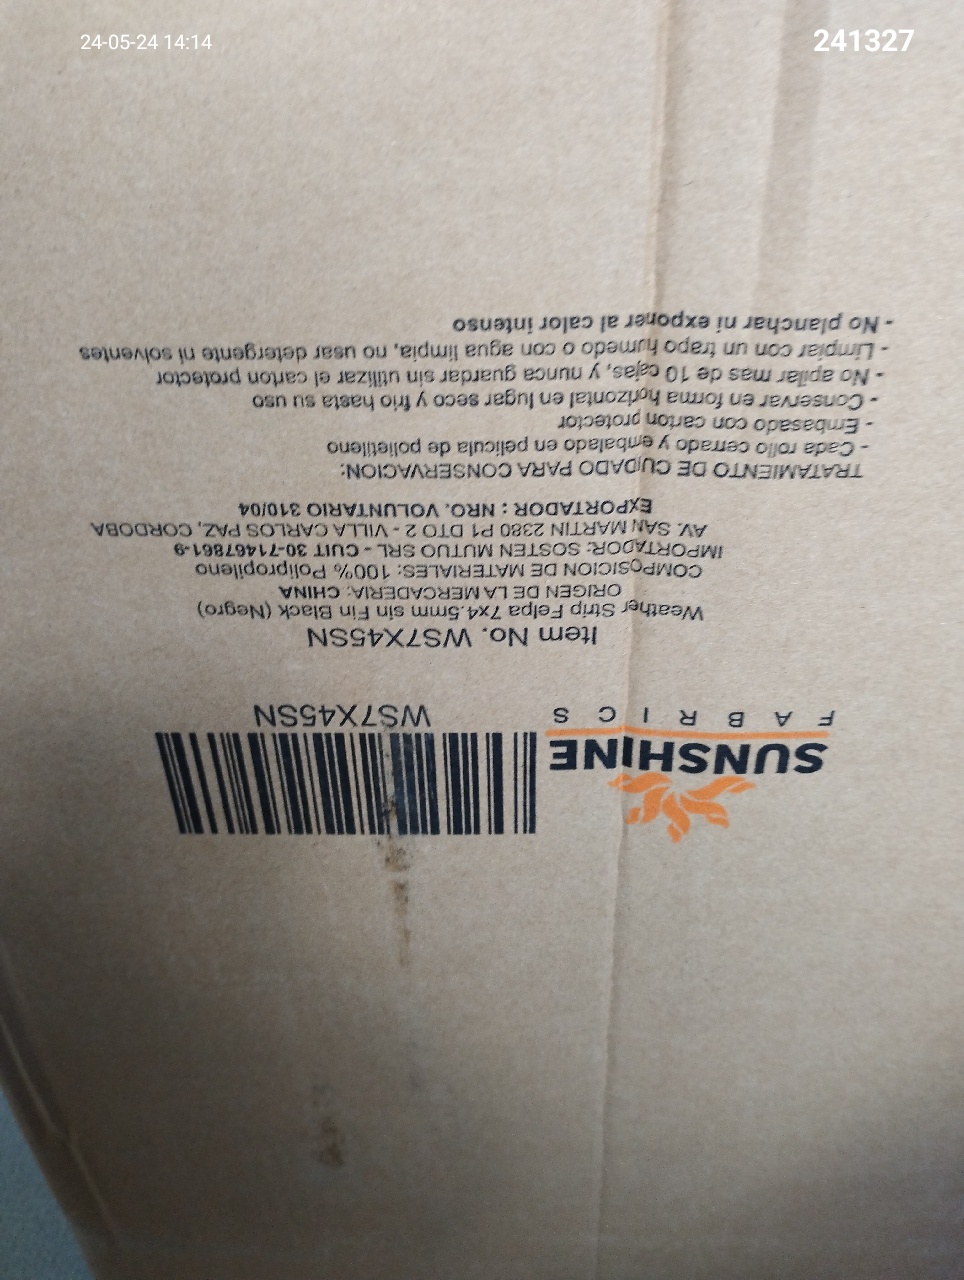 24-05-24 14:14
241327
SUNSHINE
FABRICS
WS7X45SN
Item No. WS7X45SN
Weather Strip Felpa 7x4.5mm sin Fin Black (Negro)
ORIGEN DE LA MERCADERIA: CHINA
COMPOSICION DE MATERIALES: 100% Polipropileno
IMPORTADOR: SOSTEN MUTUO SRL - CUIT 30-71467861-9
AV. SAN MARTIN 2380 P1 DTO 2 - VILLA CARLOS PAZ, CORDOBA
EXPORTADOR : NRO. VOLUNTARIO 310/04
TRATAMIENTO DE CUIDADO PARA CONSERVACION:
- Cada rollo cerrado y embalado en pelicula de polietileno
- Embasado con carton protector
- Conservar en forma horizontal en lugar seco y frio hasta su uso
- No apilar mas de 10 cajas, y nunca guardar sin utilizar el carton protector
- Limpiar con un trapo humedo o con agua limpia, no usar detergente ni solventes
- No planchar ni exponer al calor intenso